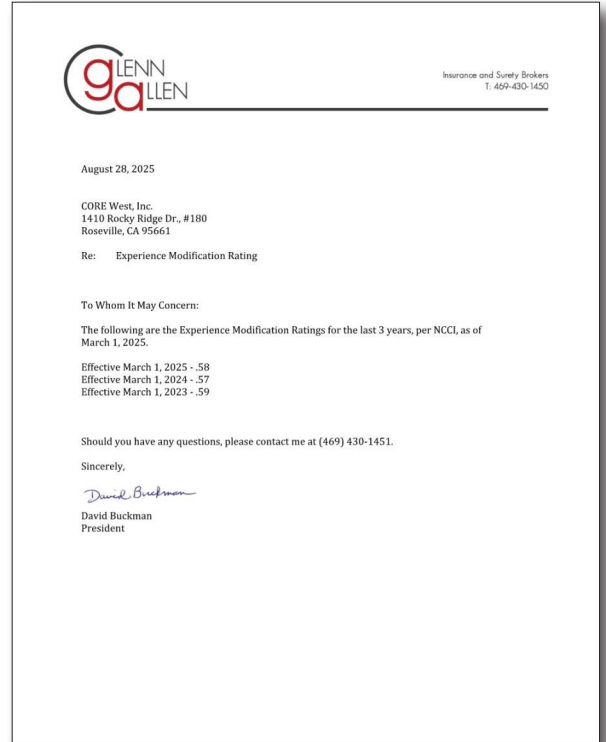 GLENN
ALLEN
Insurance and Surety Brokers
T: 469-430-1450
August 28, 2025
CORE West, Inc.
1410 Rocky Ridge Dr., #180
Roseville, CA 95661
Re: Experience Modification Rating
To Whom It May Concern:
The following are the Experience Modification Ratings for the last 3 years, per NCCI, as of
March 1, 2025.
Effective March 1, 2025 - .58
Effective March 1, 2024 - .57
Effective March 1, 2023 - .59
Should you have any questions, please contact me at (469) 430-1451.
Sincerely,
David Buckman
David Buckman
President